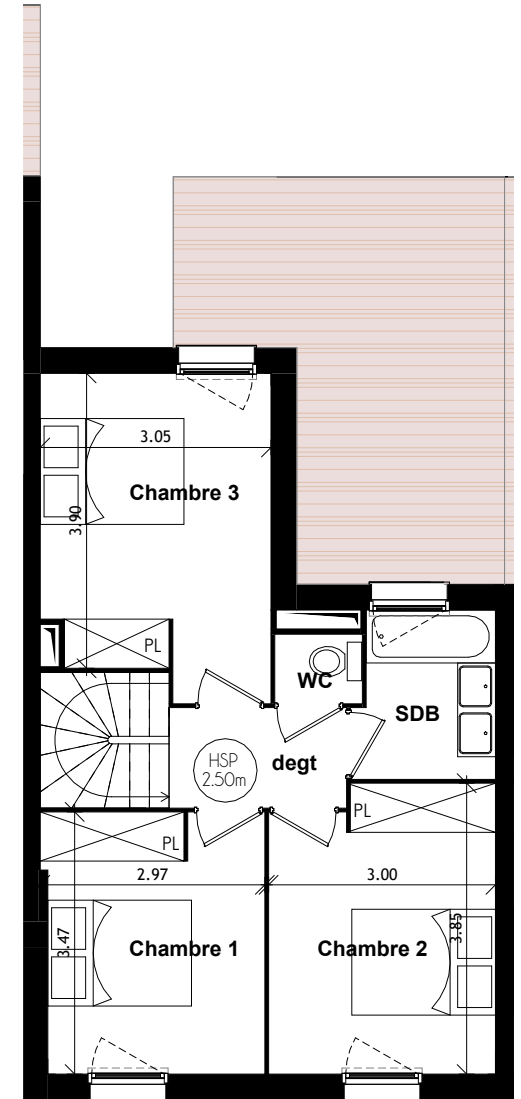 3.05
Chambre 3
3.90
PL
WC
SDB
HSP
2.50m
degt
PL
PL
2.97
3.00
3.47
Chambre 1
Chambre 2
3.85